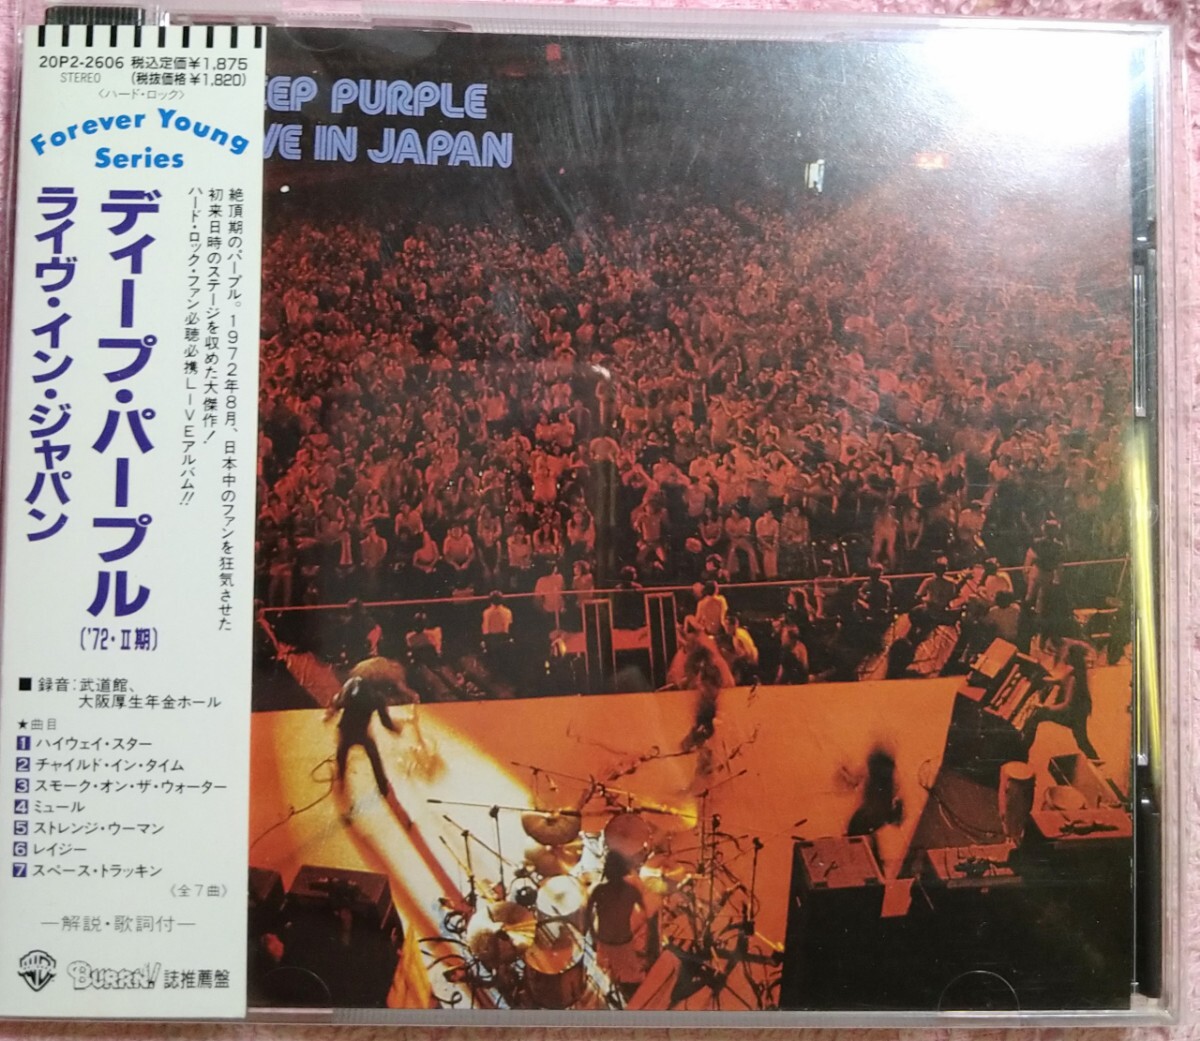 20P2-2606 税込定価¥1,875
STEREO (税抜価格¥1,820)
〈ハード・ロック〉
Forever Young
Series
ディープ・パープル
('72・II期)
ライヴ・イン・ジャパン
絶頂期のパープル。1972年8月、日本中のファンを狂気させた
初来日時のステージを収めた大傑作!
ハード・ロック・ファン必聴必携LIVEアルバム!!
■録音:武道館、
大阪厚生年金ホール
★曲目
1 ハイウェイ・スター
2 チャイルド・イン・タイム
3 スモーク・オン・ザ・ウォーター
4 ミュール
5 ストレンジ・ウーマン
6 レイジー
7 スペース・トラッキン
《全7曲》
―解説・歌詞付―
BURRN! 誌推薦盤
EEP PURPLE
VE IN JAPAN